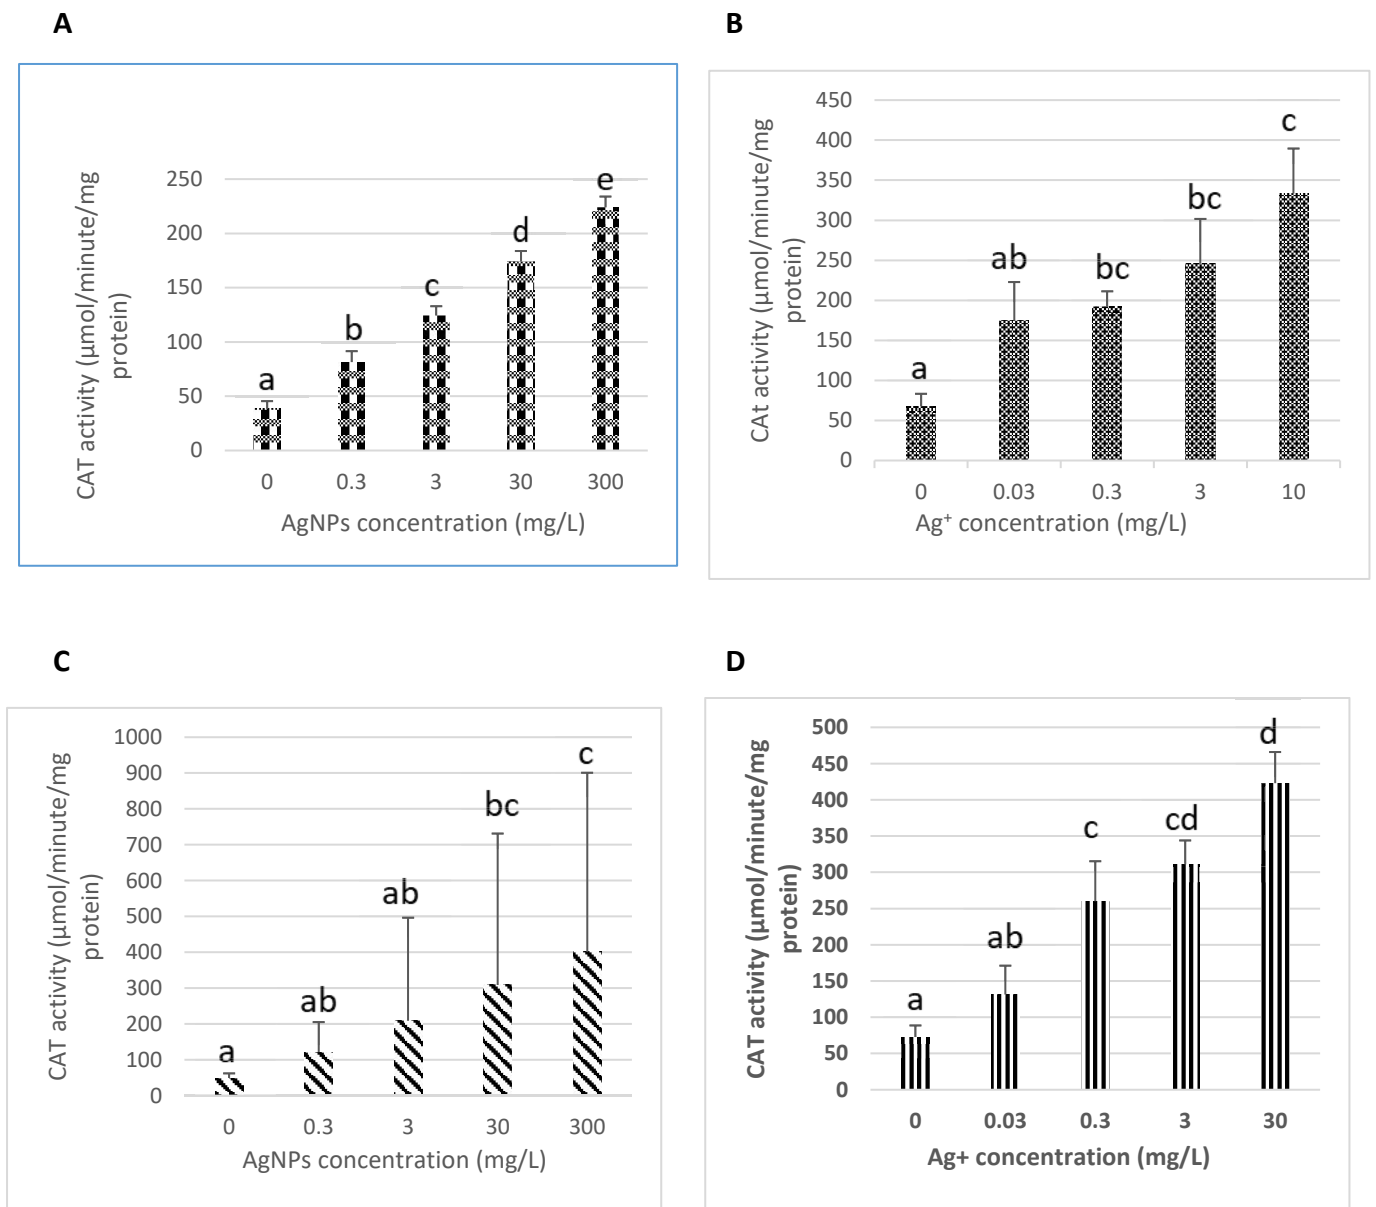 A
CAT activity (µmol/minute/mg
protein)
250
200
150
100
50
0
a
b
c
d
e
0 0.3 3 30 300
AgNPs concentration (mg/L)
B
CAt activity (µmol/minute/mg
protein)
450
400
350
300
250
200
150
100
50
0
a
ab
bc
bc
c
0 0.03 0.3 3 10
Ag⁺ concentration (mg/L)
C
CAT activity (µmol/minute/mg
protein)
1000
900
800
700
600
500
400
300
200
100
0
a
ab
ab
bc
c
0 0.3 3 30 300
AgNPs concentration (mg/L)
D
CAT activity (µmol/minute/mg
protein)
500
450
400
350
300
250
200
150
100
50
0
a
ab
c
cd
d
0 0.03 0.3 3 30
Ag+ concentration (mg/L)